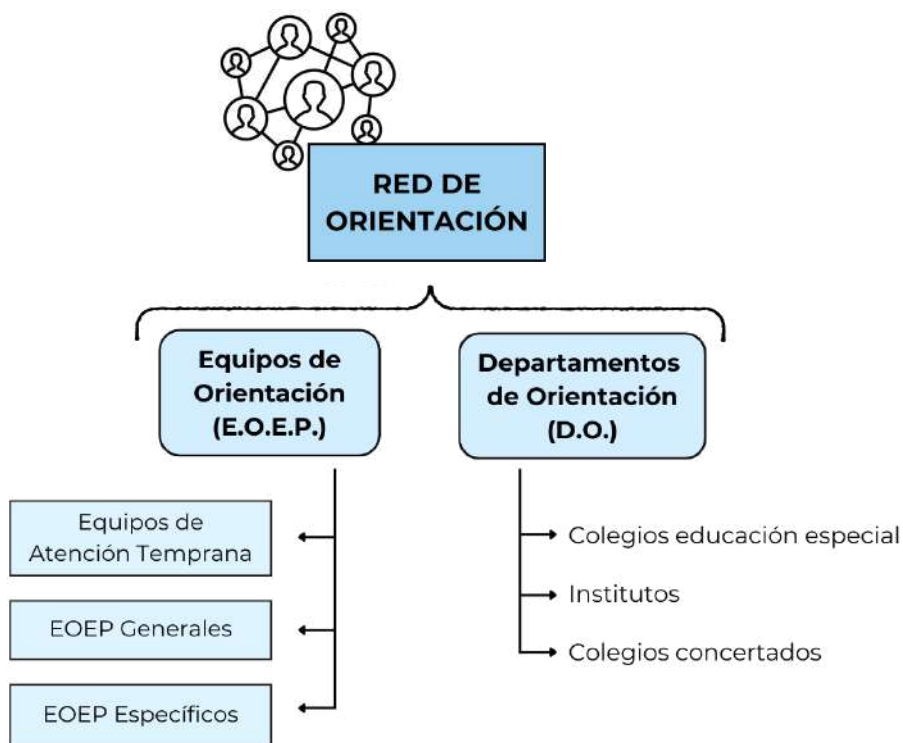 RED DE
ORIENTACIÓN
Equipos de
Orientación
(E.O.E.P.)
Departamentos
de Orientación
(D.O.)
Equipos de
Atención Temprana
EOEP Generales
EOEP Específicos
Colegios educación especial
Institutos
Colegios concertados